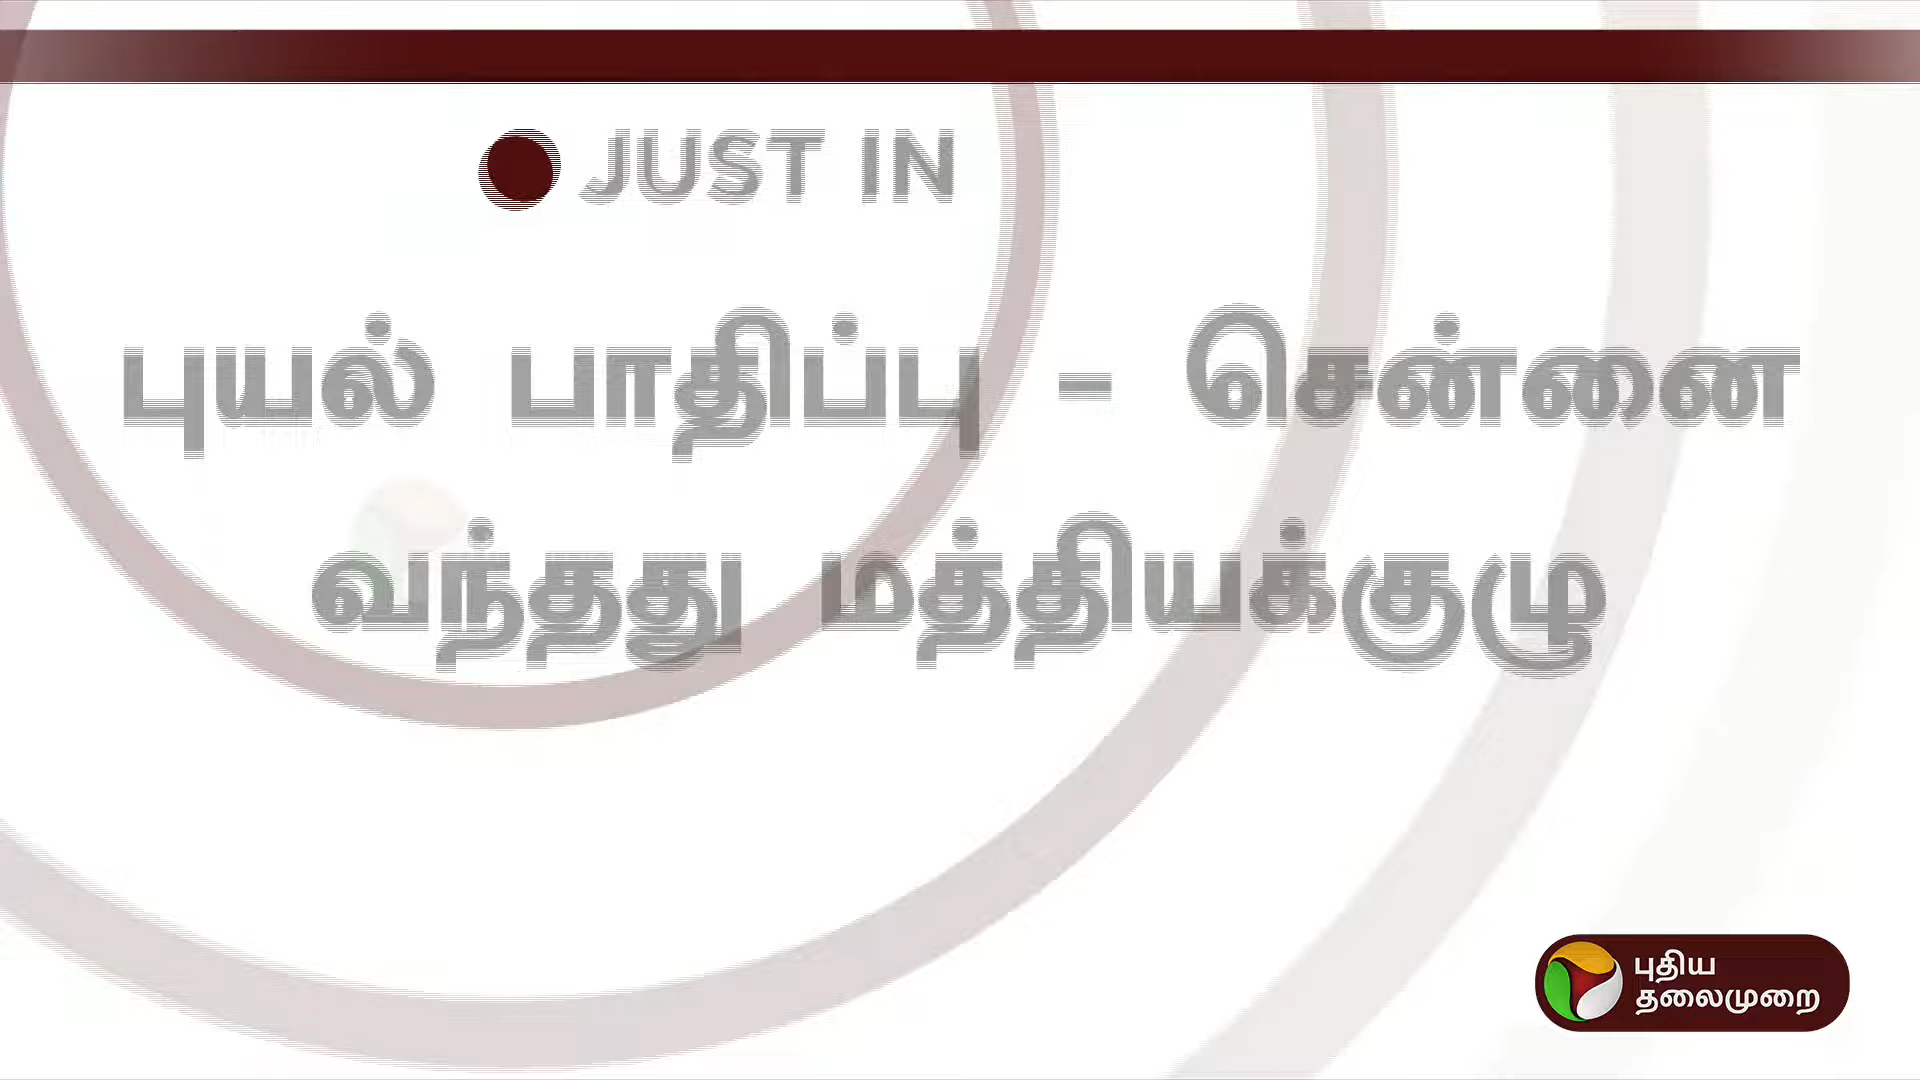 JUST IN
புயல் பாதிப்பு - சென்னை
வந்தது மத்தியக்குழு
புதிய
தலைமுறை